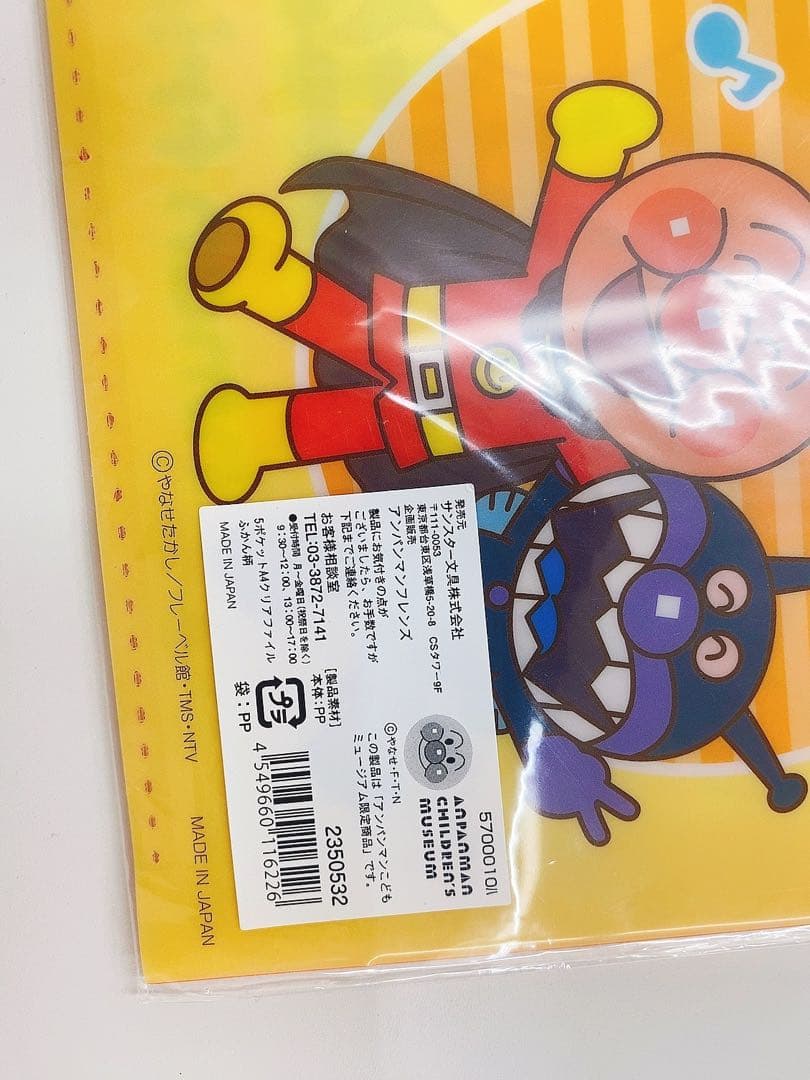 発売元
サンスター文具株式会社
〒111-0053
東京都台東区浅草橋5-20-8 CSタワー9F
企画販売
アンパンマンフレンズ
製品にお気付きの点が
ございましたら、お手数ですが
下記までご連絡ください。
お客様相談室
TEL:03-3872-7141
●受付時間 月~金曜日(祝祭日を除く)
9:30~12:00、13:00~17:00
5ポケットA4クリアファイル
ふかん柄
MADE IN JAPAN
5700010/I
ANPANMAN
CHILDREN'S
MUSEUM
©やなせ・F・T・N
この製品は「アンパンマンこども
ミュージアム限定商品」です。
[製品素材]
本体:PP
プラ
袋:PP
2350532
4 549660 116226
©やなせたかし/フレーベル館・TMS・NTV
MADE IN JAPAN